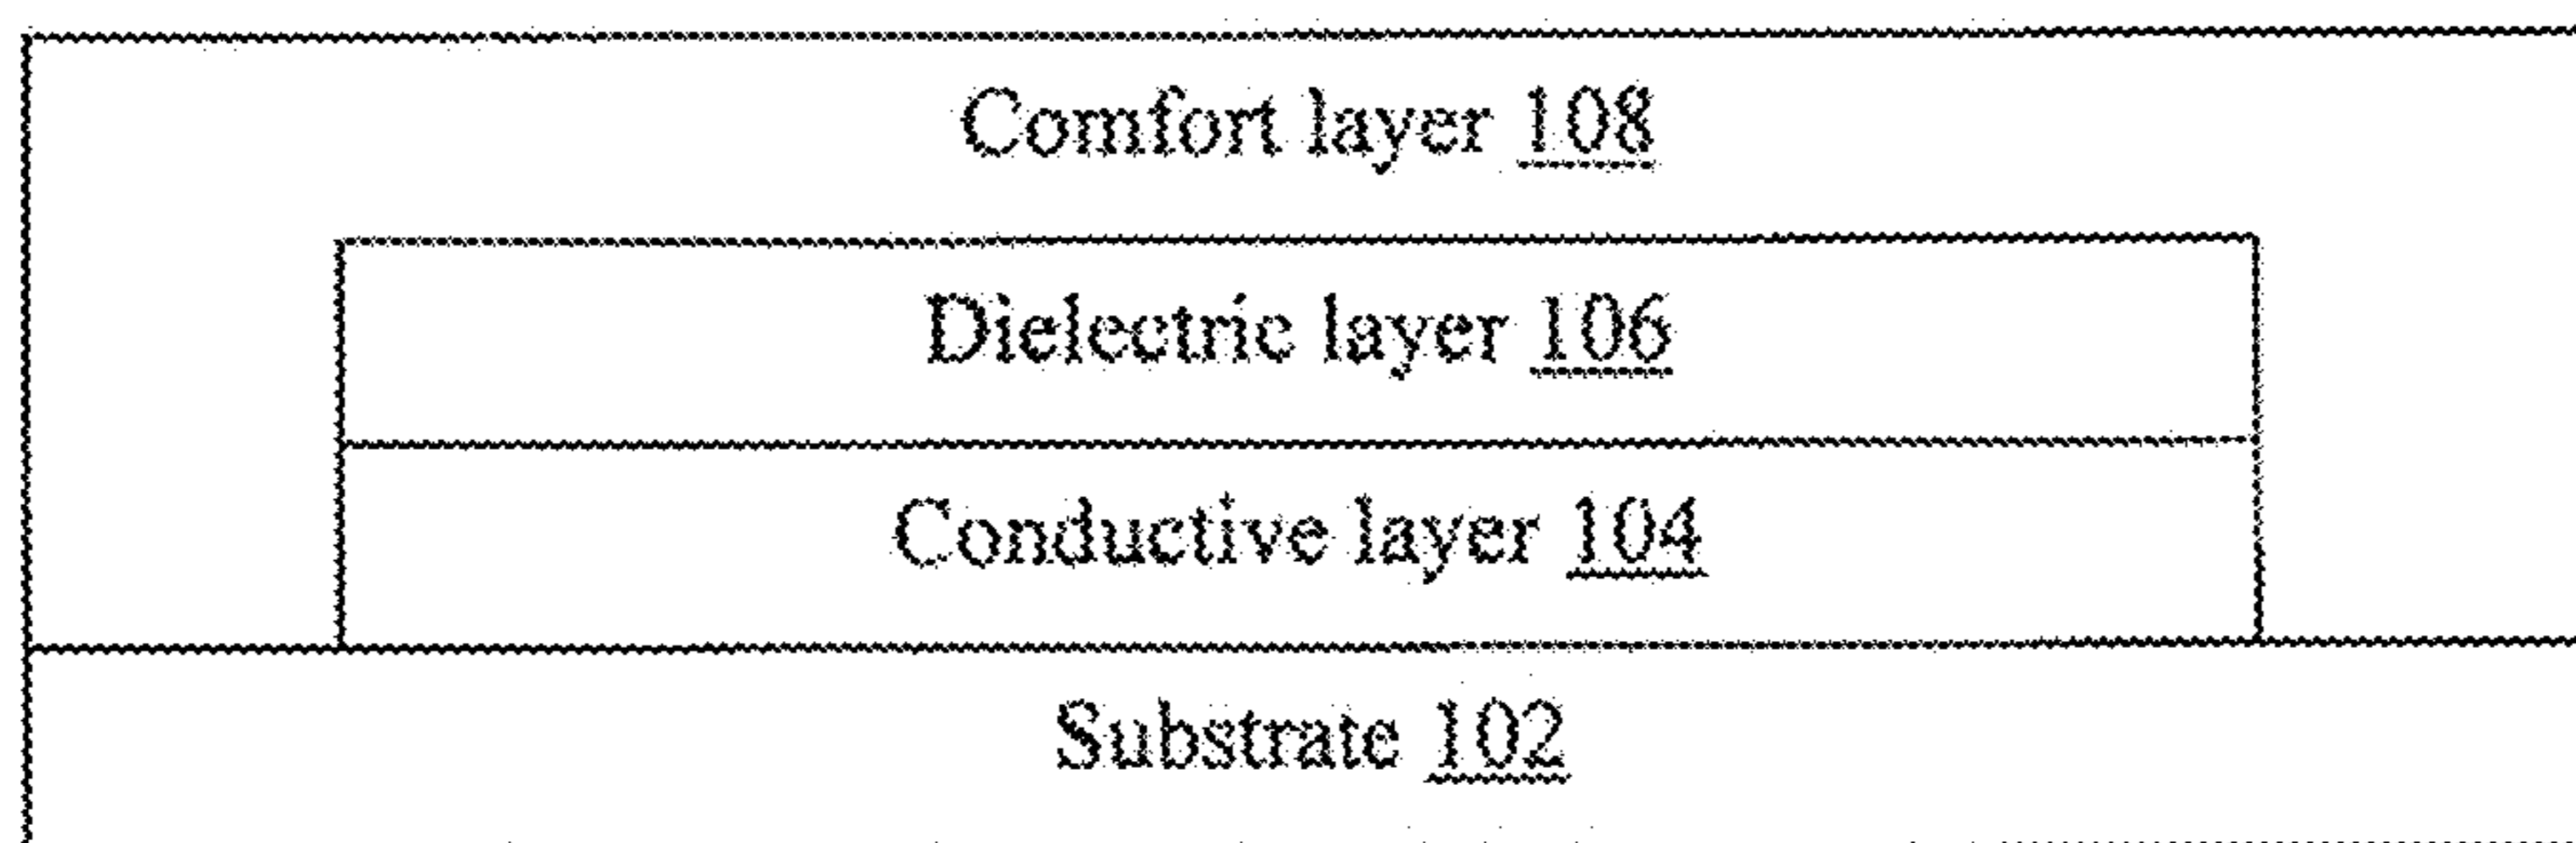 Comfort layer 108
Dielectric layer 106
Conductive layer 104
Substrate 102